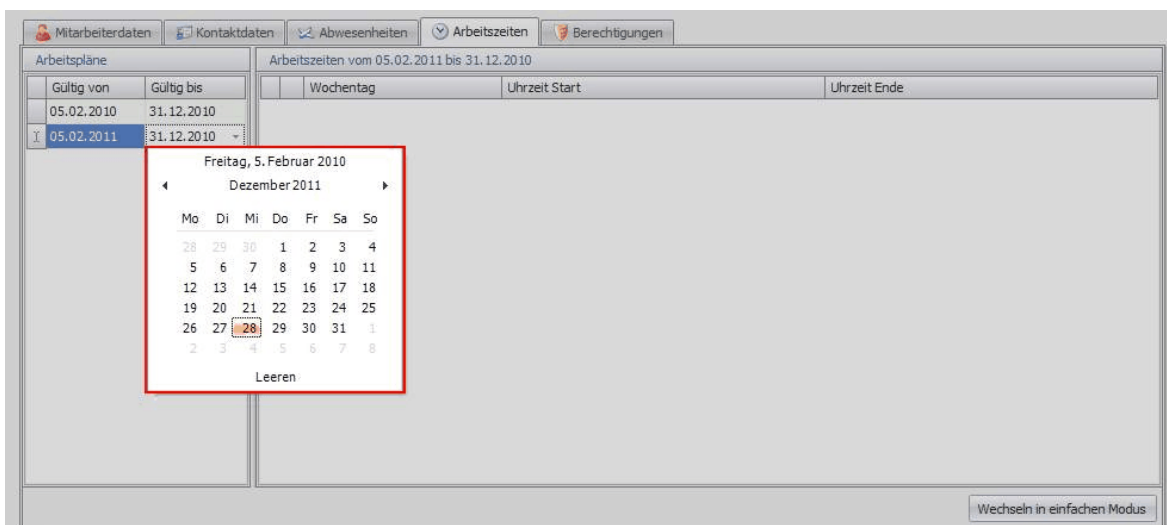 Mitarbeiterdaten Kontaktdaten Abwesenheiten Arbeitszeiten Berechtigungen
Arbeitspläne Arbeitszeiten vom 05.02.2011 bis 31.12.2010
Gültig von Gültig bis Wochentag Uhrzeit Start Uhrzeit Ende
05.02.2010 31.12.2010
05.02.2011 31.12.2010
Freitag, 5. Februar 2010
Dezember 2011
Mo Di Mi Do Fr Sa So
28 29 30 1 2 3 4
5 6 7 8 9 10 11
12 13 14 15 16 17 18
19 20 21 22 23 24 25
26 27 28 29 30 31 1
2 3 4 5 6 7 8
Leeren
Wechseln in einfachen Modus